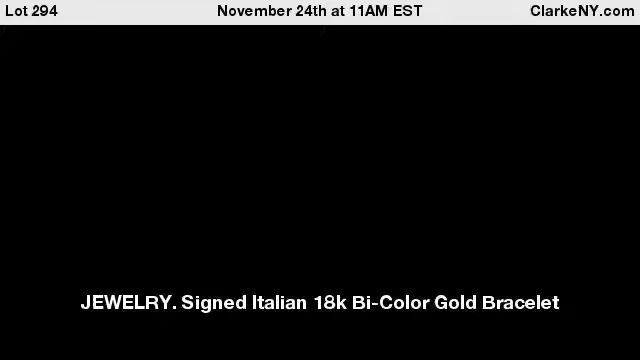 Lot 294 November 24th at 11AM EST ClarkeNY.com
JEWELRY. Signed Italian 18k Bi-Color Gold Bracelet